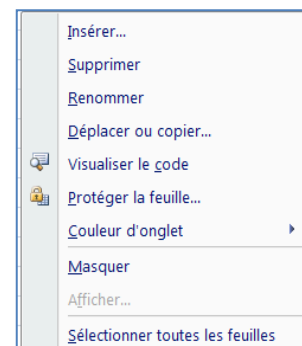 Insérer...
Supprimer
Renommer
Déplacer ou copier...
Visualiser le code
Protéger la feuille...
Couleur d'onglet
Masquer
Afficher...
Sélectionner toutes les feuilles